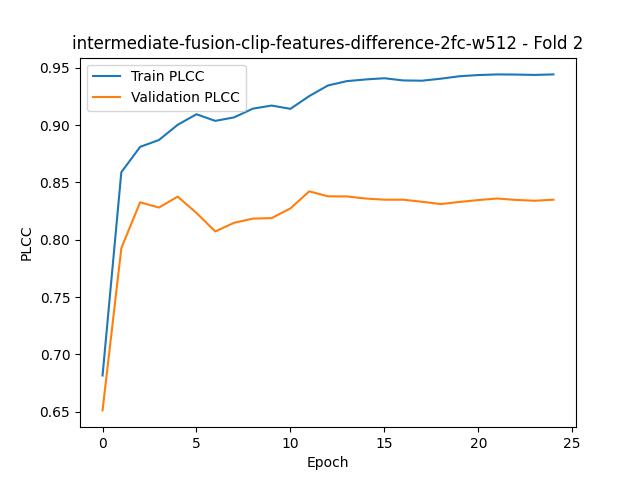 intermediate-fusion-clip-features-difference-2fc-w512 - Fold 2
Train PLCC
Validation PLCC
0.95
0.90
0.85
0.80
0.75
0.70
0.65
PLCC
0 5 10 15 20 25
Epoch